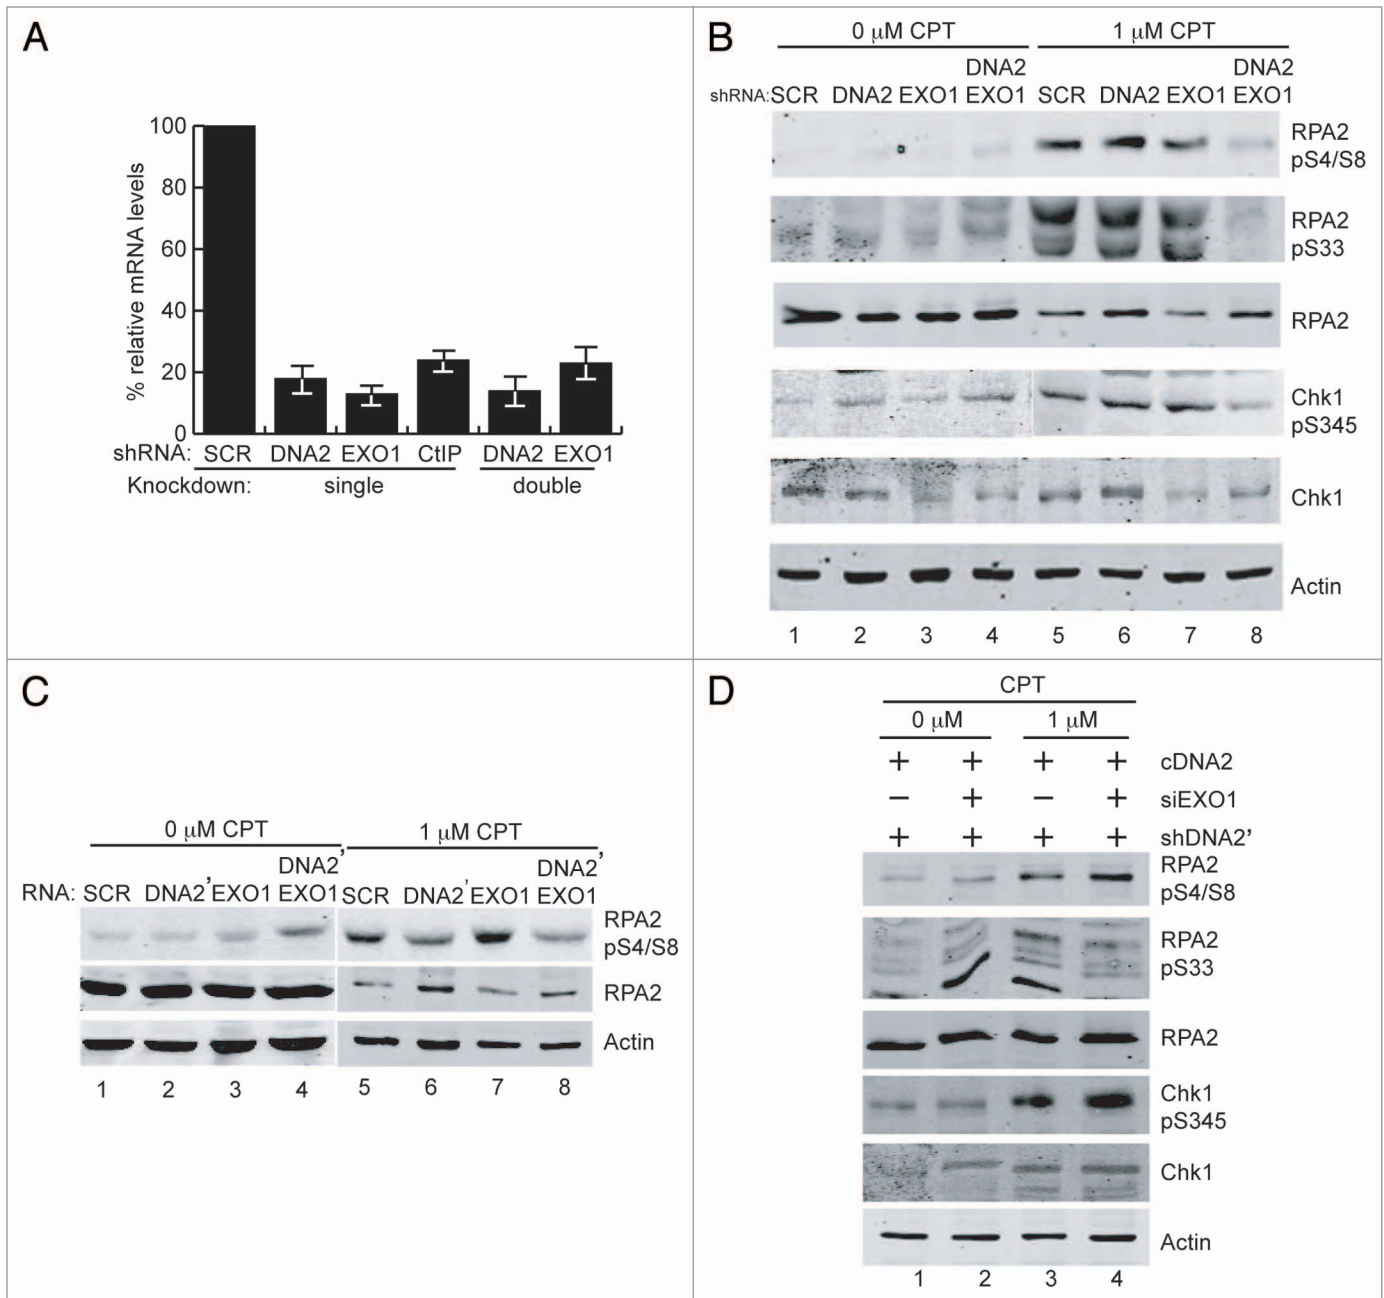 A
% relative mRNA levels
100
80
60
40
20
0
shRNA: SCR DNA2 EXO1 CtIP DNA2 EXO1
Knockdown: single double
B
0 μM CPT 1 μM CPT
DNA2 DNA2
shRNA: SCR DNA2 EXO1 EXO1 SCR DNA2 EXO1 EXO1
RPA2
pS4/S8
RPA2
pS33
RPA2
Chk1
pS345
Chk1
Actin
1 2 3 4 5 6 7 8
C
0 μM CPT 1 μM CPT
DNA2’ DNA2’
RNA: SCR DNA2’ EXO1 EXO1 SCR DNA2’ EXO1 EXO1
RPA2
pS4/S8
RPA2
Actin
1 2 3 4 5 6 7 8
D
CPT
0 μM 1 μM
+ + + + cDNA2
− + − + siEXO1
+ + + + shDNA2’
RPA2
pS4/S8
RPA2
pS33
RPA2
Chk1
pS345
Chk1
Actin
1 2 3 4